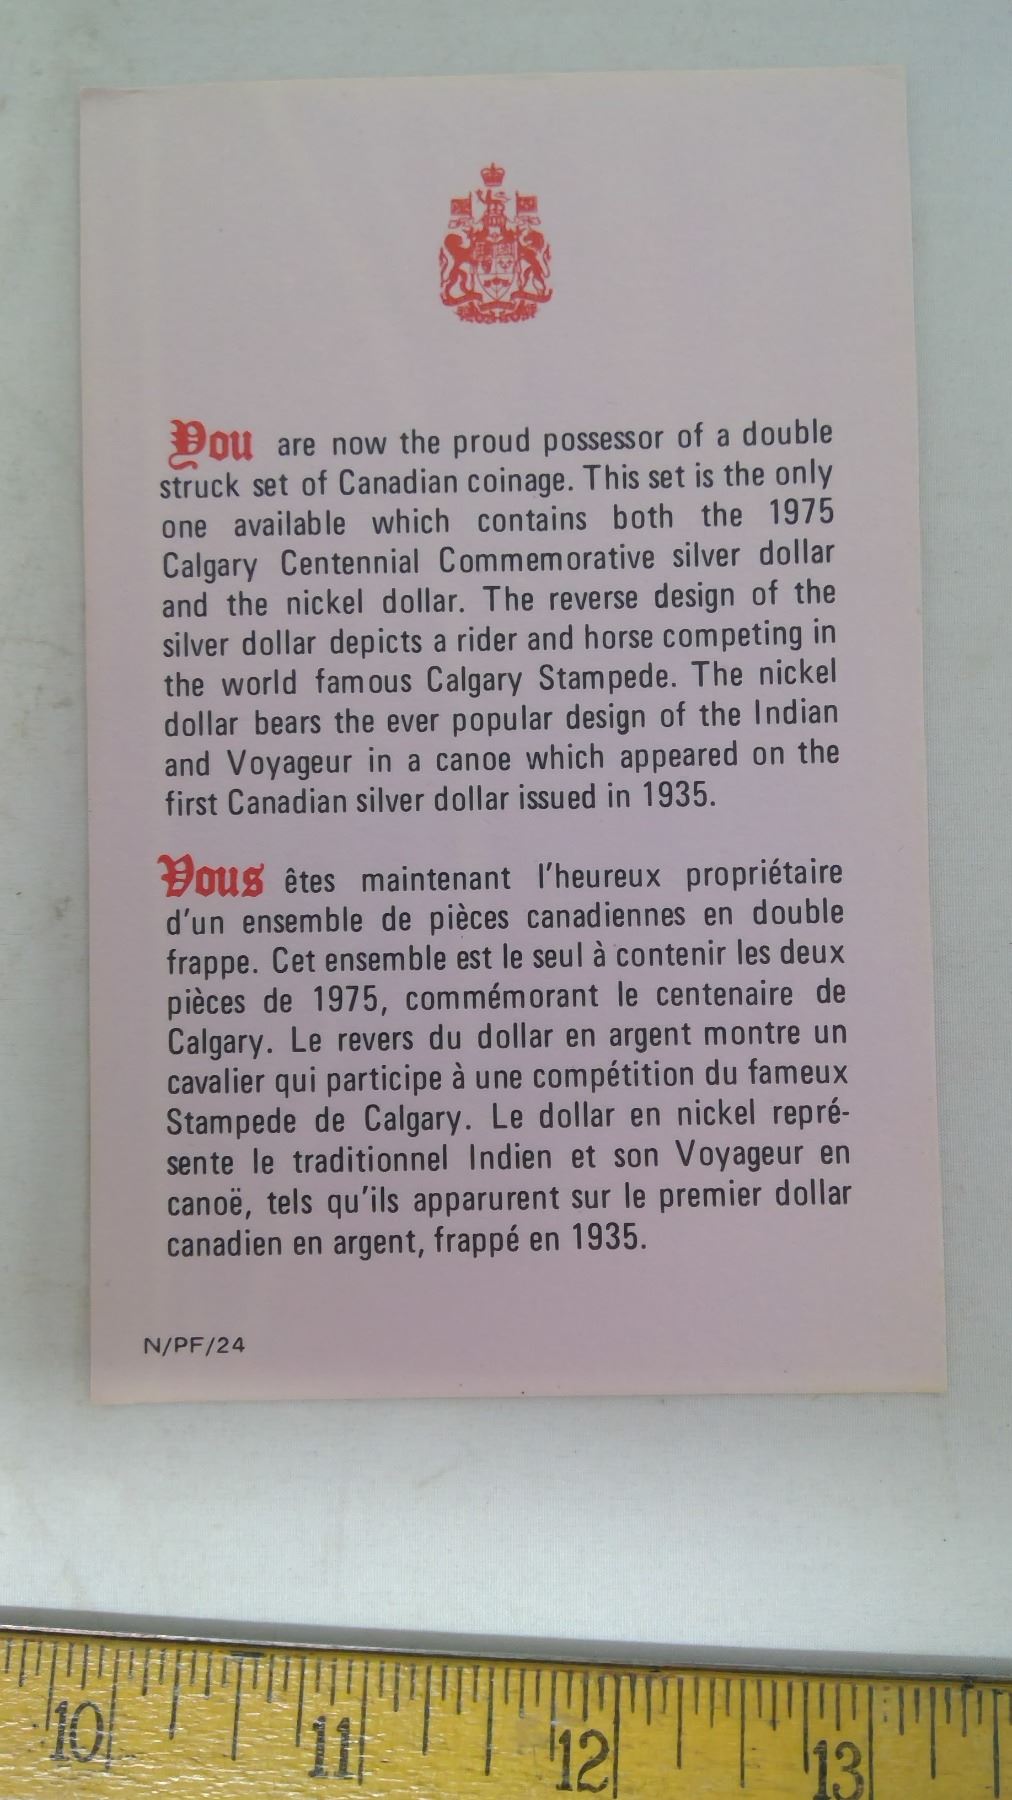 You are now the proud possessor of a double
struck set of Canadian coinage. This set is the only
one available which contains both the 1975
Calgary Centennial Commemorative silver dollar
and the nickel dollar. The reverse design of the
silver dollar depicts a rider and horse competing in
the world famous Calgary Stampede. The nickel
dollar bears the ever popular design of the Indian
and Voyageur in a canoe which appeared on the
first Canadian silver dollar issued in 1935.
Vous êtes maintenant l'heureux propriétaire
d'un ensemble de pièces canadiennes en double
frappe. Cet ensemble est le seul à contenir les deux
pièces de 1975, commémorant le centenaire de
Calgary. Le revers du dollar en argent montre un
cavalier qui participe à une compétition du fameux
Stampede de Calgary. Le dollar en nickel repré-
sente le traditionnel Indien et son Voyageur en
canoë, tels qu'ils apparurent sur le premier dollar
canadien en argent, frappé en 1935.
N/PF/24
10 11 12 13